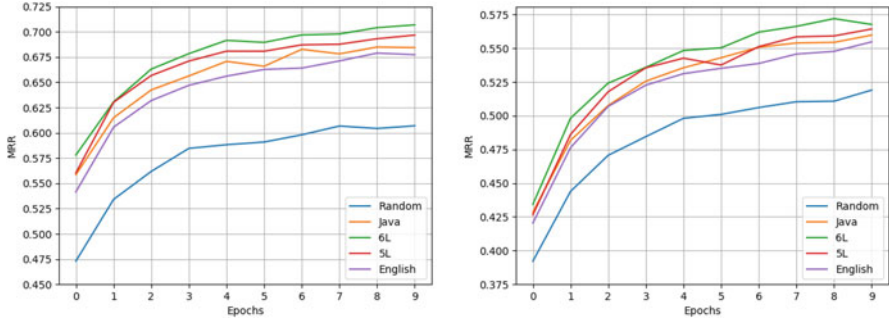 0.725
0.700
0.675
0.650
0.625
0.600
0.575
0.550
0.525
0.500
0.475
0.450
MRR
0 1 2 3 4 5 6 7 8 9
Epochs
Random
Java
6L
5L
English
0.575
0.550
0.525
0.500
0.475
0.450
0.425
0.400
0.375
MRR
0 1 2 3 4 5 6 7 8 9
Epochs
Random
Java
6L
5L
English